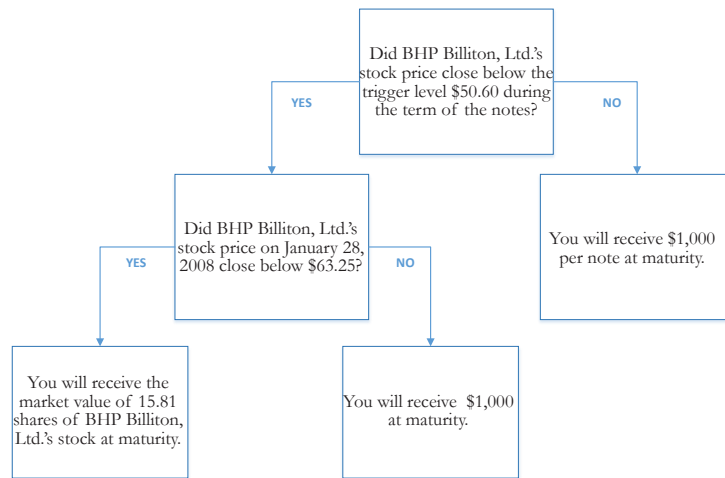 Did BHP Billiton, Ltd.'s
stock price close below the
trigger level $50.60 during
the term of the notes?
YES
NO
Did BHP Billiton, Ltd.'s
stock price on January 28,
2008 close below $63.25?
You will receive $1,000
per note at maturity.
YES
NO
You will receive the
market value of 15.81
shares of BHP Billiton,
Ltd.'s stock at maturity.
You will receive $1,000
at maturity.